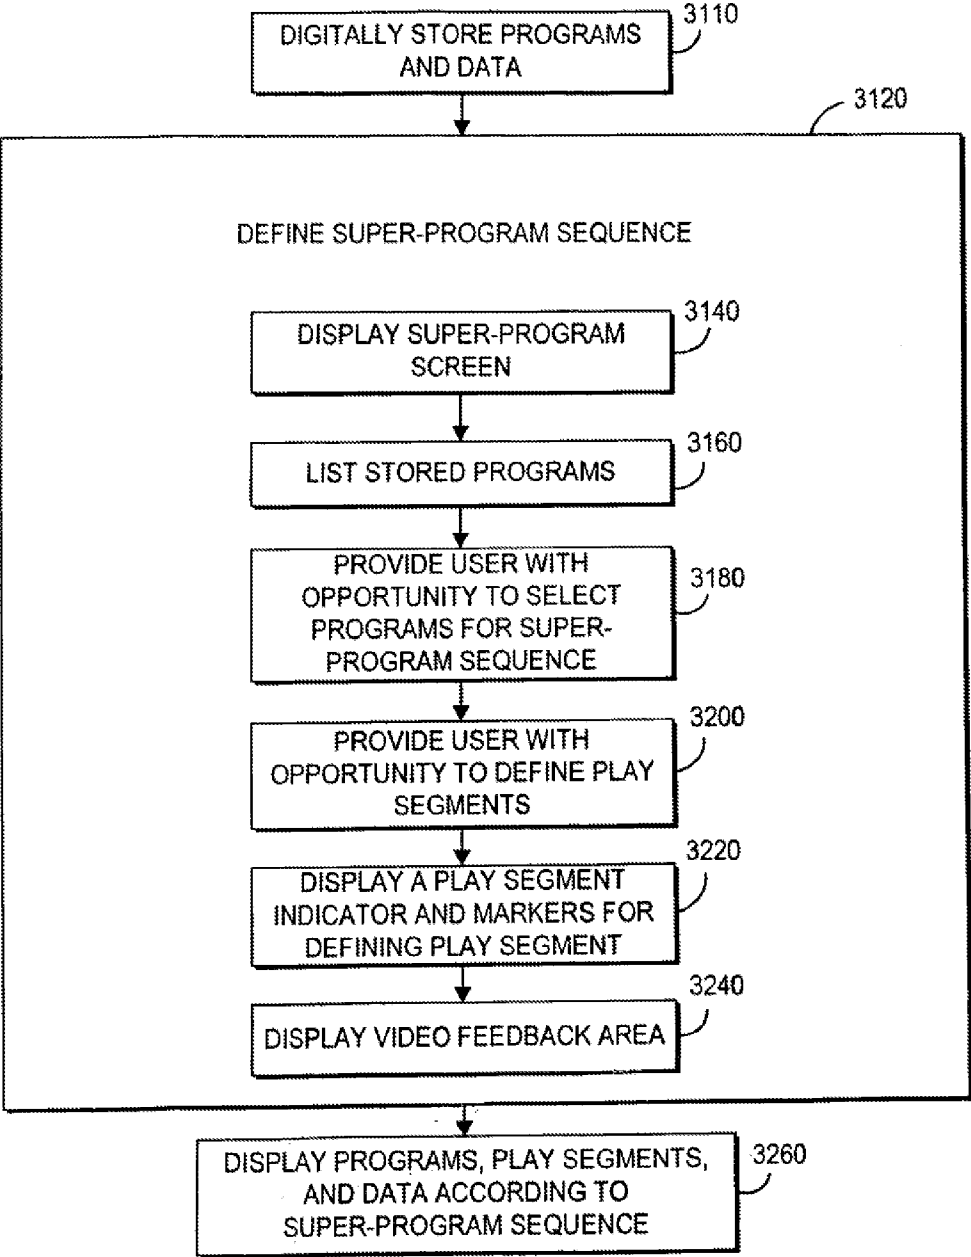 3110
DIGITALLY STORE PROGRAMS
AND DATA
3120
DEFINE SUPER-PROGRAM SEQUENCE
3140
DISPLAY SUPER-PROGRAM
SCREEN
3160
LIST STORED PROGRAMS
3180
PROVIDE USER WITH
OPPORTUNITY TO SELECT
PROGRAMS FOR SUPER-
PROGRAM SEQUENCE
3200
PROVIDE USER WITH
OPPORTUNITY TO DEFINE PLAY
SEGMENTS
3220
DISPLAY A PLAY SEGMENT
INDICATOR AND MARKERS FOR
DEFINING PLAY SEGMENT
3240
DISPLAY VIDEO FEEDBACK AREA
3260
DISPLAY PROGRAMS, PLAY SEGMENTS,
AND DATA ACCORDING TO
SUPER-PROGRAM SEQUENCE